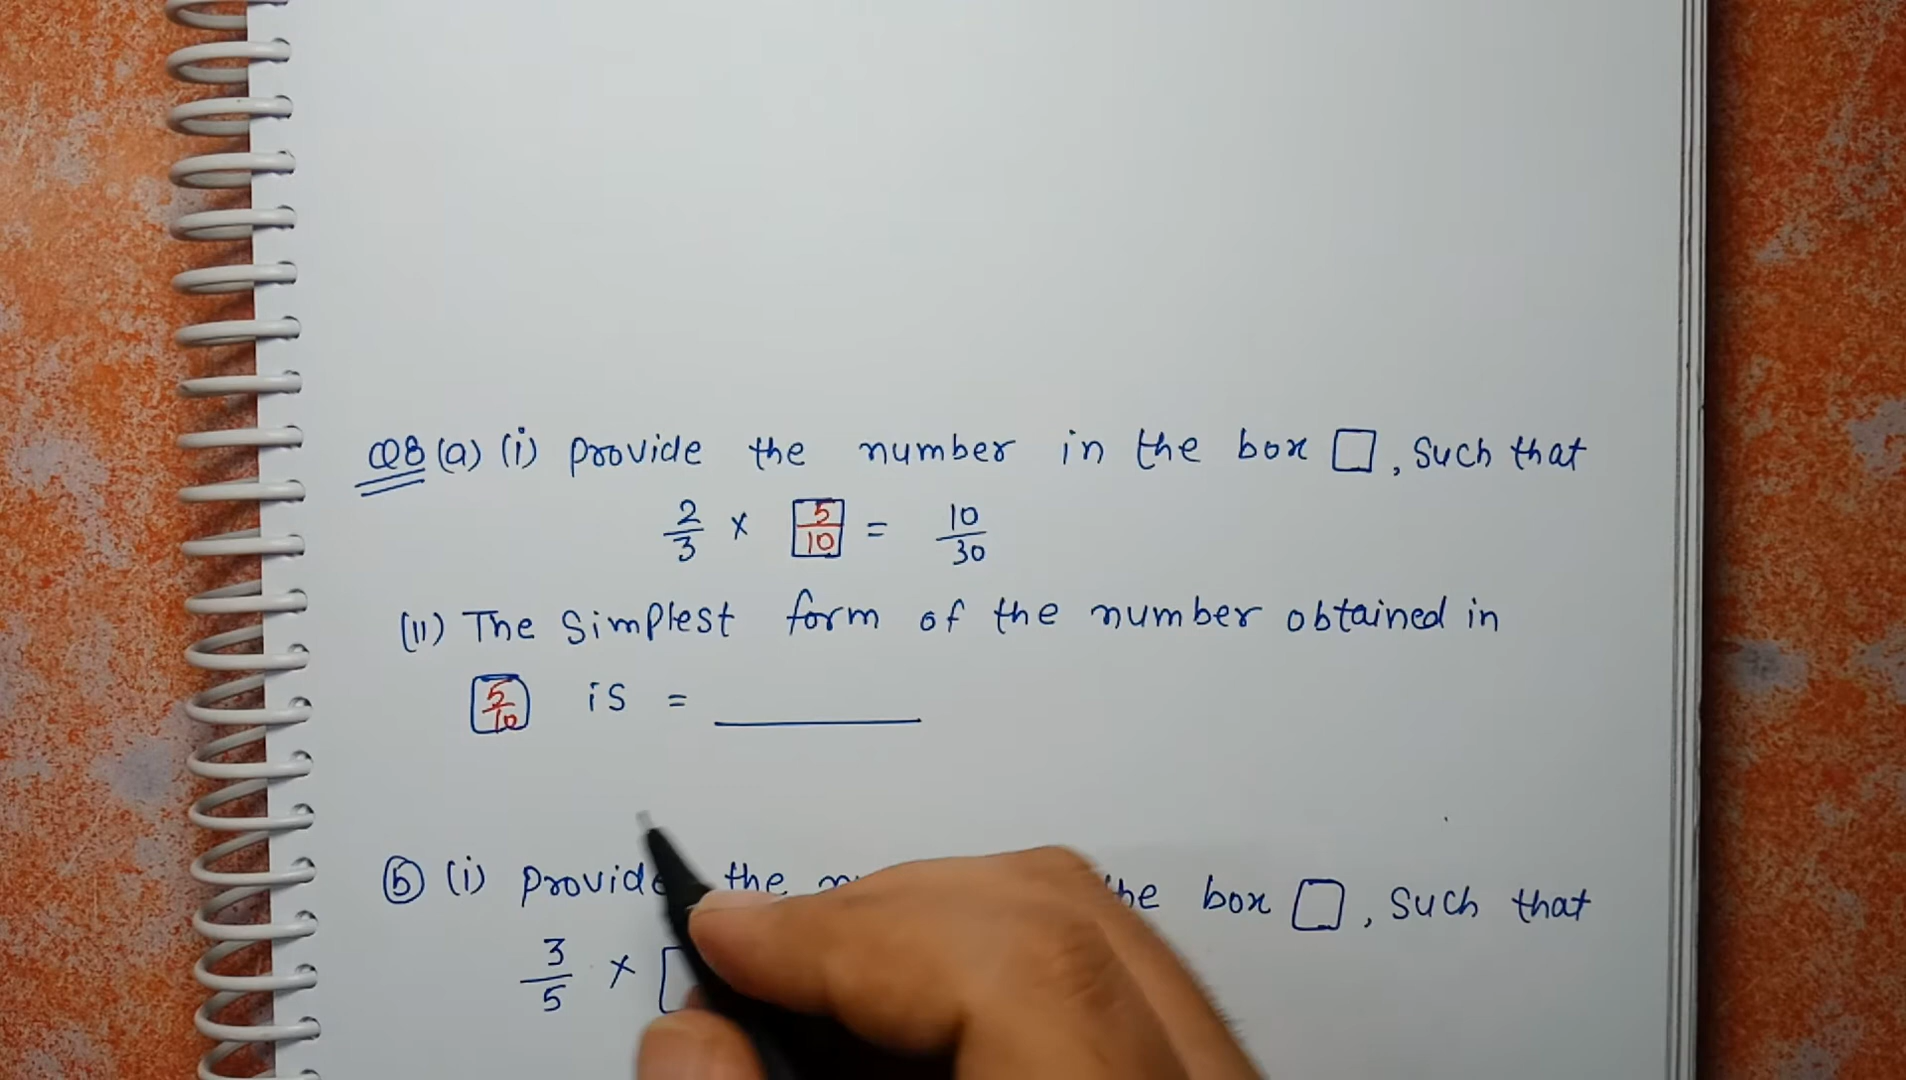 Q8 (a) (i) Provide the number in the box □, such that
2/3 × 5/10 = 10/30
(ii) The simplest form of the number obtained in
5/10 is = ________
(b) (i) Provide the box □, such that
3/5 ×